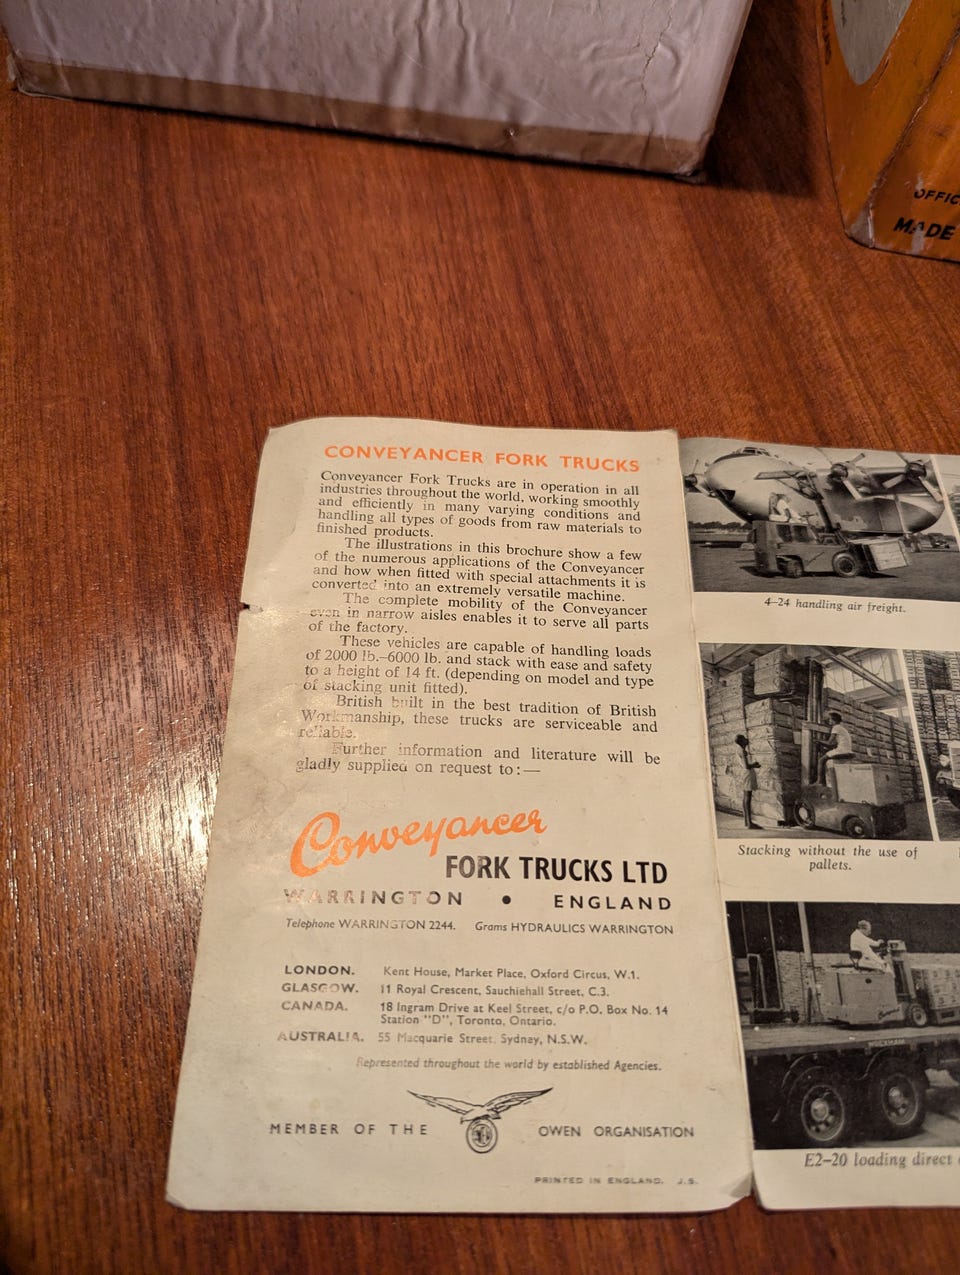 OFFIC
MADE
CONVEYANCER FORK TRUCKS
Conveyancer Fork Trucks are in operation in all
industries throughout the world, working smoothly
and efficiently in many varying conditions and
handling all types of goods from raw materials to
finished products.
The illustrations in this brochure show a few
of the numerous applications of the Conveyancer
and how when fitted with special attachments it is
converted into an extremely versatile machine.
The complete mobility of the Conveyancer
even in narrow aisles enables it to serve all parts
of the factory.
These vehicles are capable of handling loads
of 2000 lb.–6000 lb. and stack with ease and safety
to a height of 14 ft. (depending on model and type
of stacking unit fitted).
British built in the best tradition of British
Workmanship, these trucks are serviceable and
reliable.
Further information and literature will be
gladly supplied on request to:—
Conveyancer
FORK TRUCKS LTD
WARRINGTON • ENGLAND
Telephone WARRINGTON 2244. Grams HYDRAULICS WARRINGTON
LONDON. Kent House, Market Place, Oxford Circus, W.1.
GLASGOW. 11 Royal Crescent, Sauchiehall Street, C.3.
CANADA. 18 Ingram Drive at Keel Street, c/o P.O. Box No. 14
Station "D", Toronto, Ontario.
AUSTRALIA. 55 Macquarie Street, Sydney, N.S.W.
Represented throughout the world by established Agencies.
MEMBER OF THE OWEN ORGANISATION
PRINTED IN ENGLAND. J.S.
4–24 handling air freight.
Stacking without the use of
pallets.
Conveyancer
E2–20 loading direct